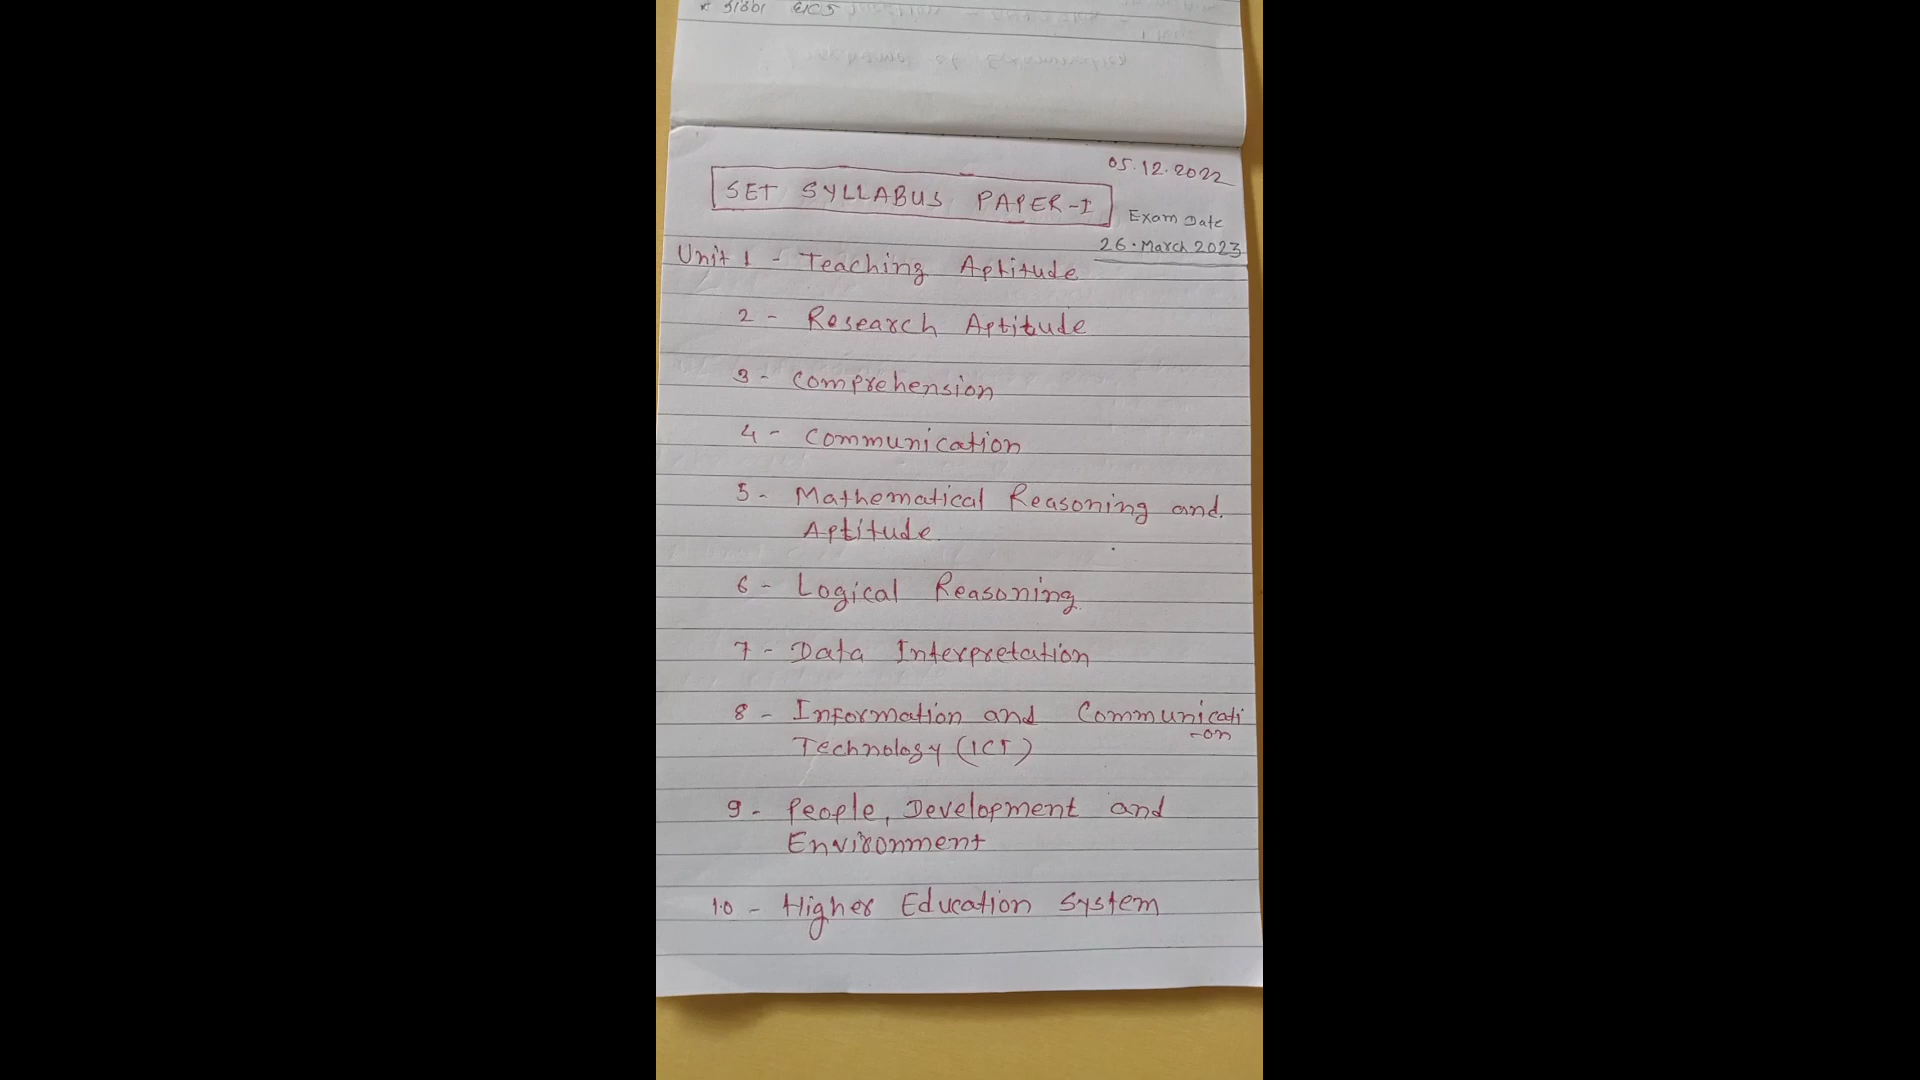 05.12.2022
SET SYLLABUS PAPER-I
Exam Date
26.March 2023
Unit 1 - Teaching Aptitude
2 - Research Aptitude
3 - Comprehension
4 - Communication
5 - Mathematical Reasoning and
Aptitude.
6 - Logical Reasoning.
7 - Data Interpretation
8 - Information and Communicati
-on
Technology (ICT)
9 - People, Development and
Environment
10 - Higher Education System